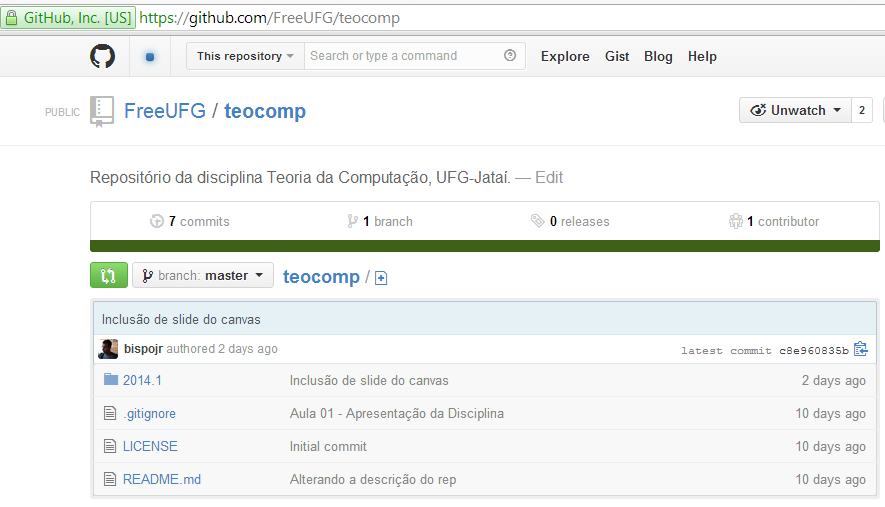 GitHub, Inc. [US] https://github.com/FreeUFG/teocomp
This repository Search or type a command Explore Gist Blog Help
PUBLIC FreeUFG / teocomp Unwatch 2
Repositório da disciplina Teoria da Computação, UFG-Jataí. — Edit
7 commits 1 branch 0 releases 1 contributor
branch: master teocomp /
Inclusão de slide do canvas
bispojr authored 2 days ago latest commit c8e960835b
2014.1 Inclusão de slide do canvas 2 days ago
.gitignore Aula 01 - Apresentação da Disciplina 10 days ago
LICENSE Initial commit 10 days ago
README.md Alterando a descrição do rep 10 days ago